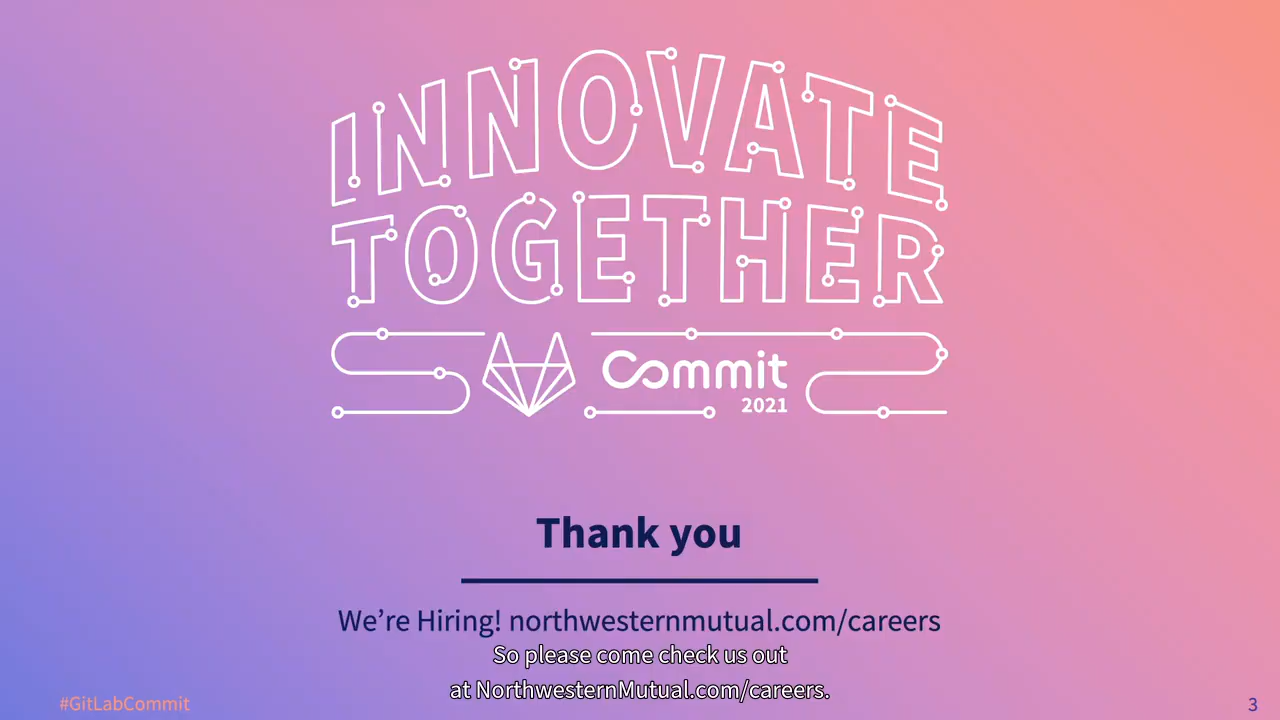 INNOVATE
TOGETHER
Commit
2021
Thank you
We're Hiring! northwesternmutual.com/careers
So please come check us out
at NorthwesternMutual.com/careers.
#GitLabCommit
3